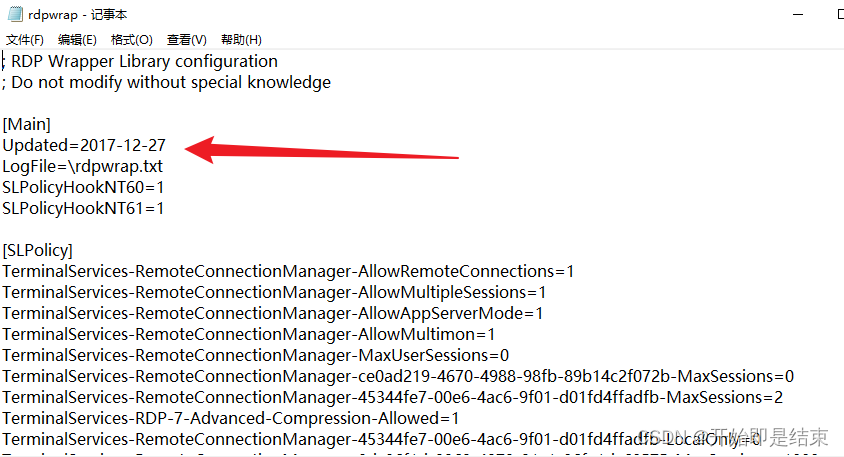 rdpwrap - 记事本
文件(F) 编辑(E) 格式(O) 查看(V) 帮助(H)
; RDP Wrapper Library configuration
; Do not modify without special knowledge
[Main]
Updated=2017-12-27
LogFile=\rdpwrap.txt
SLPolicyHookNT60=1
SLPolicyHookNT61=1
[SLPolicy]
TerminalServices-RemoteConnectionManager-AllowRemoteConnections=1
TerminalServices-RemoteConnectionManager-AllowMultipleSessions=1
TerminalServices-RemoteConnectionManager-AllowAppServerMode=1
TerminalServices-RemoteConnectionManager-AllowMultimon=1
TerminalServices-RemoteConnectionManager-MaxUserSessions=0
TerminalServices-RemoteConnectionManager-ce0ad219-4670-4988-98fb-89b14c2f072b-MaxSessions=0
TerminalServices-RemoteConnectionManager-45344fe7-00e6-4ac6-9f01-d01fd4ffadfb-MaxSessions=2
TerminalServices-RDP-7-Advanced-Compression-Allowed=1
TerminalServices-RemoteConnectionManager-45344fe7-00e6-4ac6-9f01-d01fd4ffadfb-LocalOnly=0
CSDN @开始即是结束